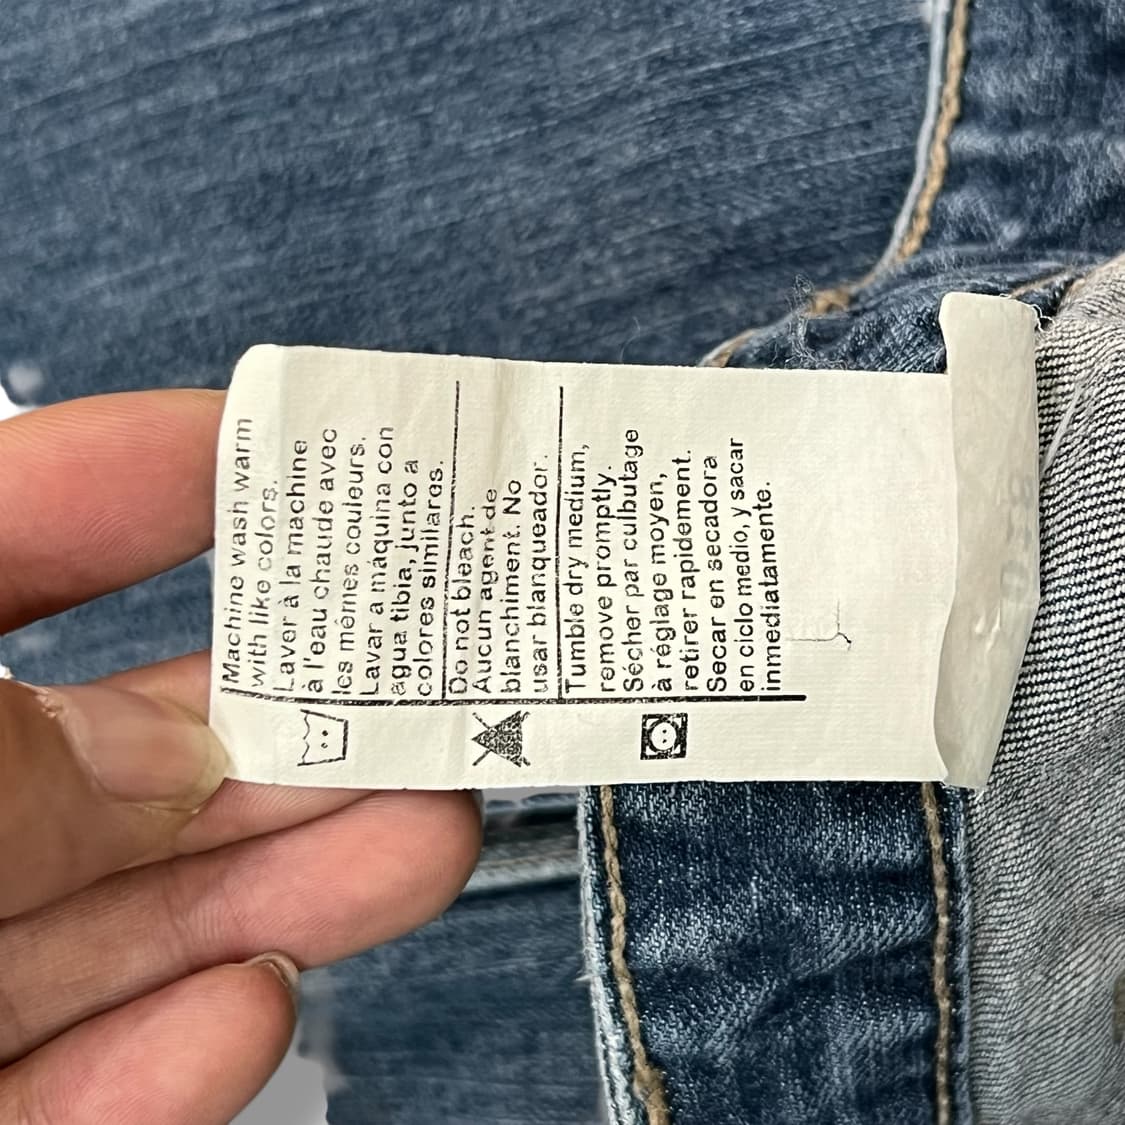 Machine wash warm
with like colors.
Laver à la machine
à l'eau chaude avec
les mêmes couleurs.
Lavar a máquina con
agua tibia, junto a
colores similares.
Do not bleach.
Aucun agent de
blanchiment. No
usar blanqueador.
Tumble dry medium,
remove promptly.
Sécher par culbutage
à réglage moyen,
retirer rapidement.
Secar en secadora
en ciclo medio, y sacar
inmediatamente.